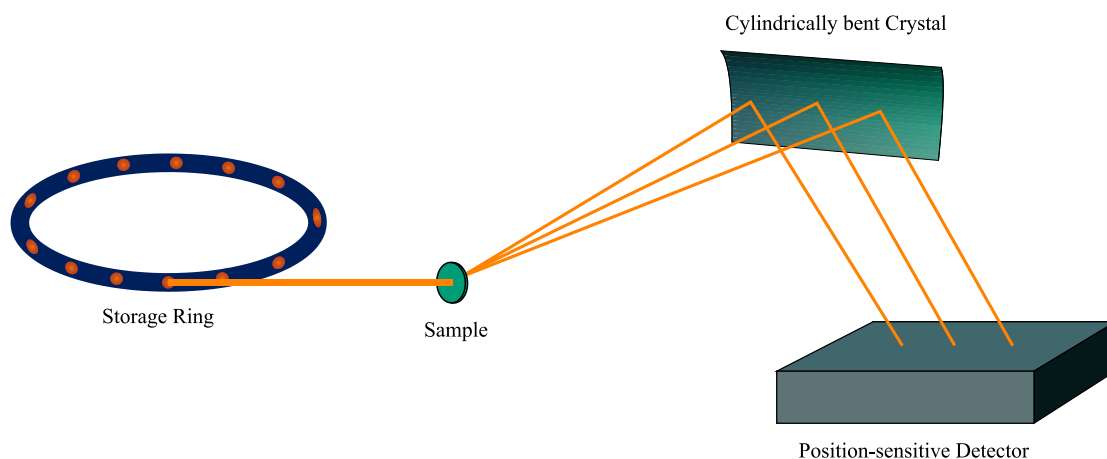 Cylindrically bent Crystal
Storage Ring
Sample
Position-sensitive Detector